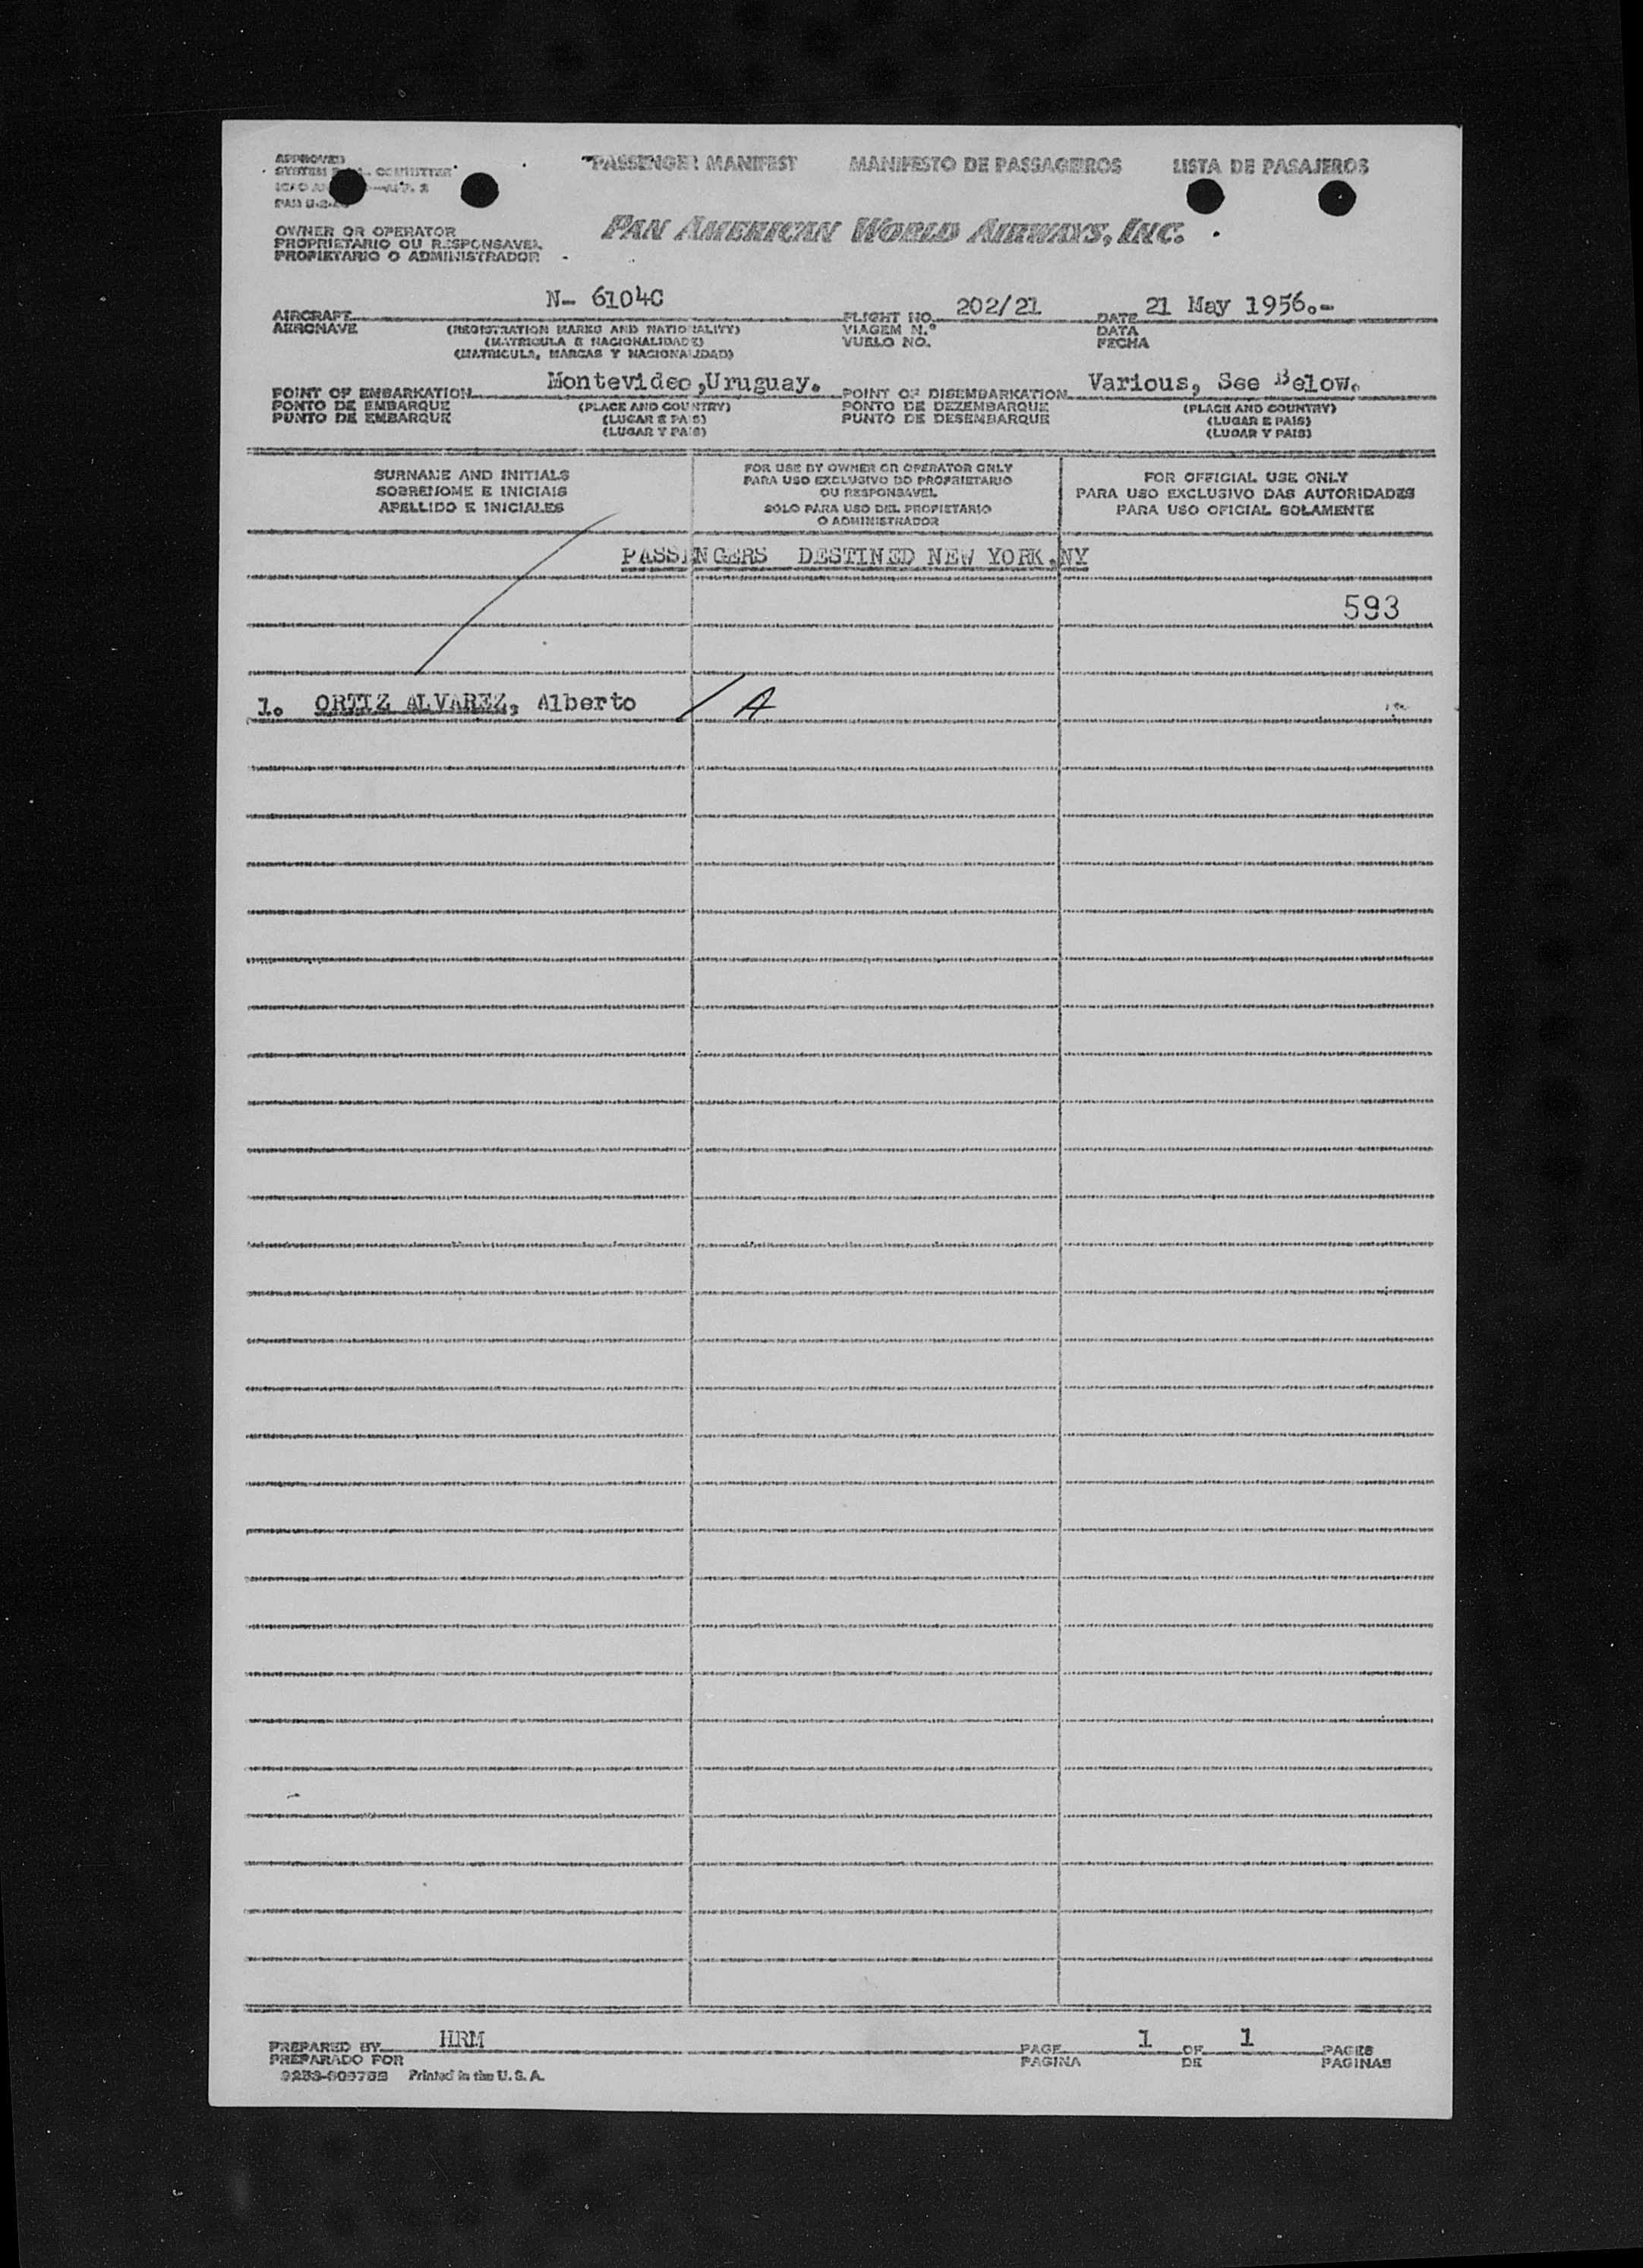 APPROVED
SYSTEM COMMITTEE
PASSENGER MANIFEST MANIFESTO DE PASSAGEIROS LISTA DE PASAJEROS
OWNER OR OPERATOR
PROPRIETARIO OU RESPONSAVEL
PROPIETARIO O ADMINISTRADOR
PAN AMERICAN WORLD AIRWAYS, INC.
AIRCRAFT N- 6104C FLIGHT NO. 202/21 DATE 21 May 1956.-
AERONAVE (REGISTRATION MARKS AND NATIONALITY) VIAGEM N.º DATA
(MATRICULA E NACIONALIDADE) VUELO NO. FECHA
(MATRICULA, MARCAS Y NACIONALIDAD)
POINT OF EMBARKATION Montevideo,Uruguay. POINT OF DISEMBARKATION Various, See Below.
PONTO DE EMBARQUE (PLACE AND COUNTRY) PONTO DE DEZEMBARQUE (PLACE AND COUNTRY)
PUNTO DE EMBARQUE (LUGAR E PAIS) PUNTO DE DESEMBARQUE (LUGAR E PAIS)
(LUGAR Y PAIS) (LUGAR Y PAIS)
SURNAME AND INITIALS
SOBRENOME E INICIAIS
APELLIDO E INICIALES
FOR USE BY OWNER OR OPERATOR ONLY
PARA USO EXCLUSIVO DO PROPRIETARIO
OU RESPONSAVEL
SOLO PARA USO DEL PROPIETARIO
O ADMINISTRADOR
FOR OFFICIAL USE ONLY
PARA USO EXCLUSIVO DAS AUTORIDADES
PARA USO OFICIAL SOLAMENTE
PASSENGERS DESTINED NEW YORK,NY
593
1. ORTIZ ALVAREZ, Alberto / A
PREPARED BY HRM PAGE 1 OF 1 PAGES
PREPARADO POR PAGINA DE PAGINAS
Printed in the U. S. A.